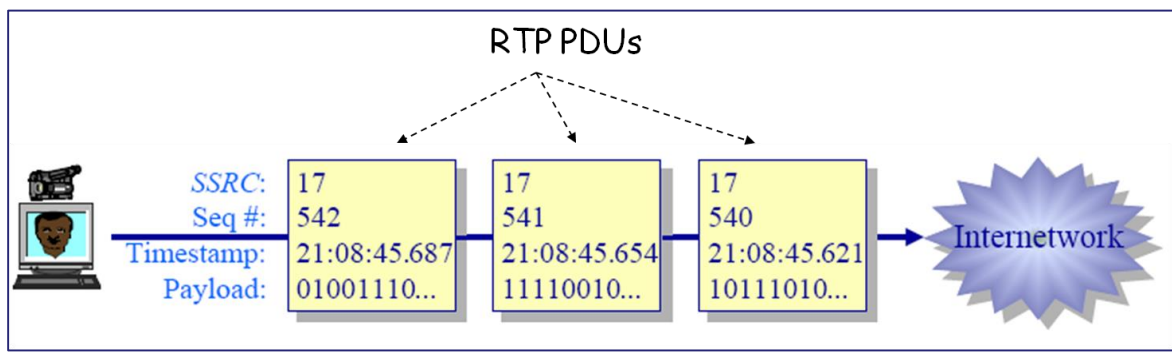 RTP PDUs
SSRC: 17 17 17
Seq #: 542 541 540
Timestamp: 21:08:45.687 21:08:45.654 21:08:45.621
Payload: 01001110... 11110010... 10111010...
Internetwork